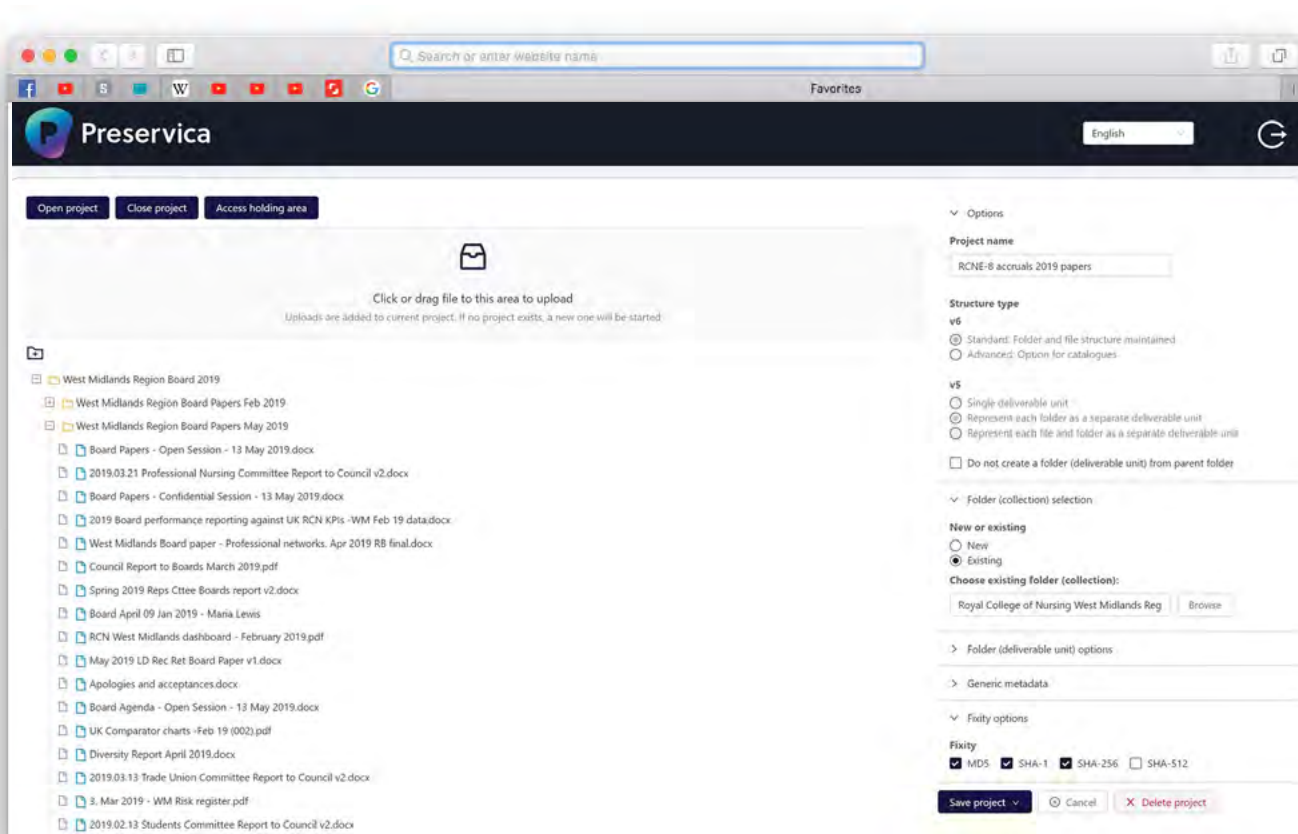 Search or enter website name
S
W
G
Favorites
P
Preservica
English
Open project
Close project
Access holding area
Click or drag file to this area to upload
Uploads are added to current project. If no project exists, a new one will be started
West Midlands Region Board 2019
West Midlands Region Board Papers Feb 2019
West Midlands Region Board Papers May 2019
Board Papers - Open Session - 13 May 2019.docx
2019.03.21 Professional Nursing Committee Report to Council v2.docx
Board Papers - Confidential Session - 13 May 2019.docx
2019 Board performance reporting against UK RCN KPIs -WM Feb 19 data.docx
West Midlands Board paper - Professional networks. Apr 2019 RB final.docx
Council Report to Boards March 2019.pdf
Spring 2019 Reps Cttee Boards report v2.docx
Board April 09 Jan 2019 - Maria Lewis
RCN West Midlands dashboard - February 2019.pdf
May 2019 LD Rec Ret Board Paper v1.docx
Apologies and acceptances.docx
Board Agenda - Open Session - 13 May 2019.docx
UK Comparator charts -Feb 19 (002).pdf
Diversity Report April 2019.docx
2019.03.13 Trade Union Committee Report to Council v2.docx
3. Mar 2019 - WM Risk register.pdf
2019.02.13 Students Committee Report to Council v2.docx
Options
Project name
RCNE-8 accruals 2019 papers
Structure type
v6
Standard: Folder and file structure maintained
Advanced: Option for catalogues
v5
Single deliverable unit
Represent each folder as a separate deliverable unit
Represent each file and folder as a separate deliverable unit
Do not create a folder (deliverable unit) from parent folder
Folder (collection) selection
New or existing
New
Existing
Choose existing folder (collection):
Royal College of Nursing West Midlands Reg
Browse
Folder (deliverable unit) options
Generic metadata
Fixity options
Fixity
MD5 SHA-1 SHA-256 SHA-512
Save project
Cancel
Delete project